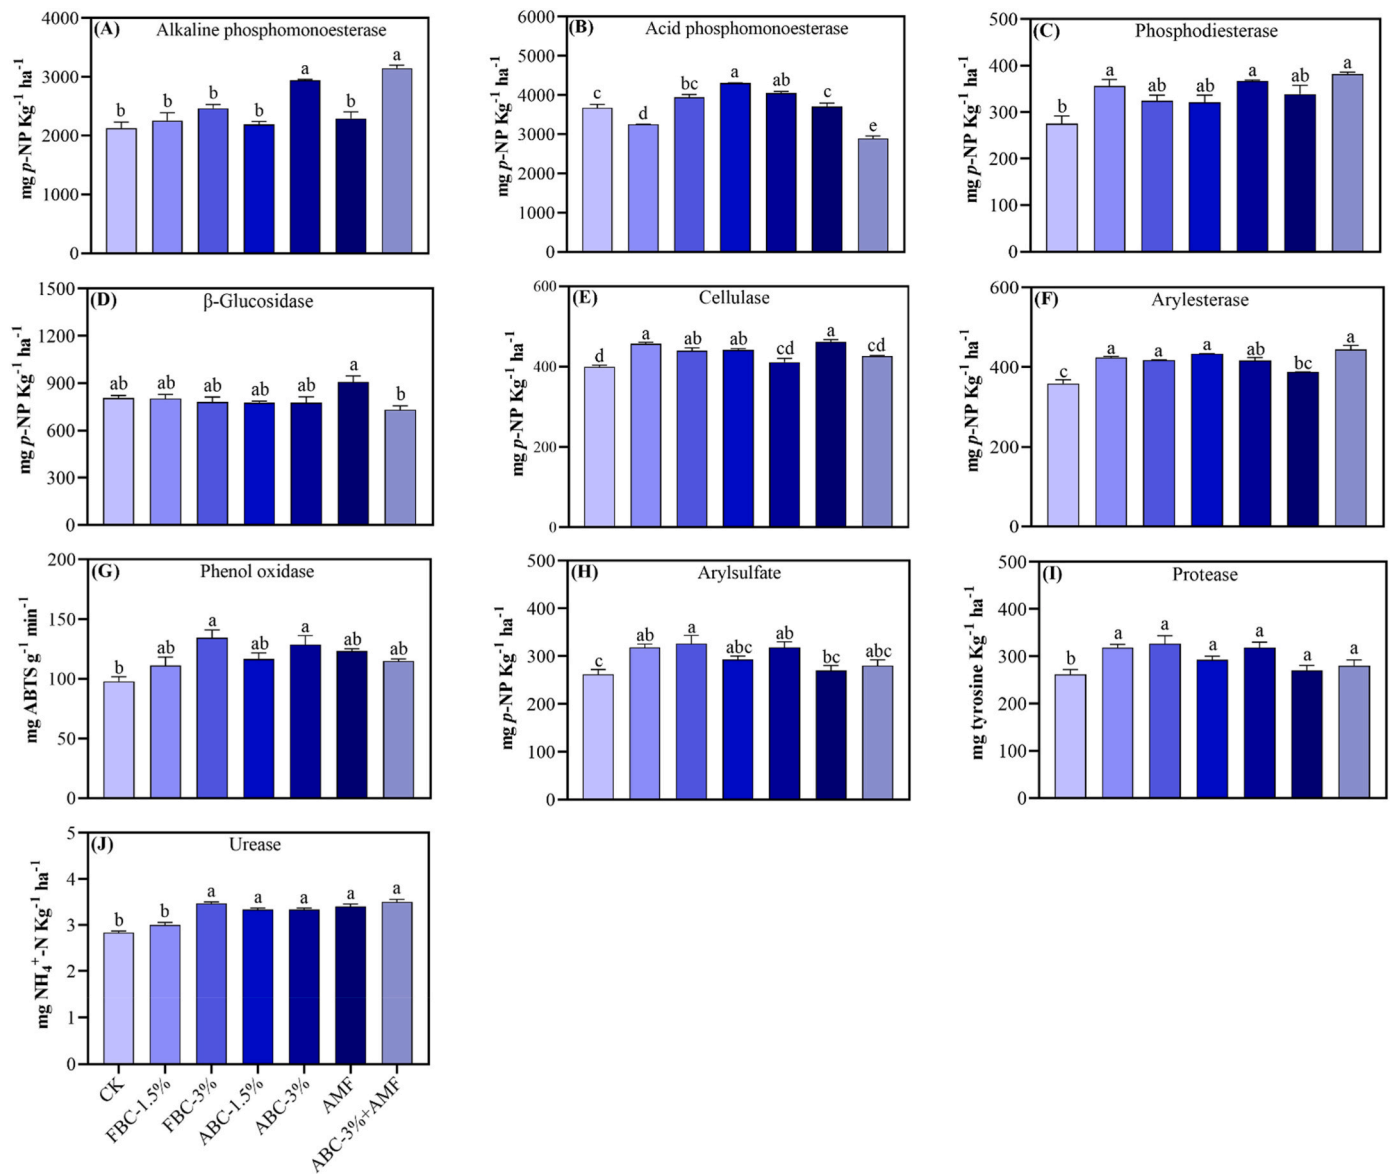 (A) Alkaline phosphomonoesterase
mg p-NP Kg⁻¹ ha⁻¹
4000
3000
2000
1000
0
b b b b a b a
(B) Acid phosphomonoesterase
mg p-NP Kg⁻¹ ha⁻¹
6000
5000
4000
3000
2000
1000
0
c d bc a ab c e
(C) Phosphodiesterase
mg p-NP Kg⁻¹ ha⁻¹
500
400
300
200
100
0
b a ab ab a ab a
(D) β-Glucosidase
mg p-NP Kg⁻¹ ha⁻¹
1500
1200
900
600
300
0
ab ab ab ab ab a b
(E) Cellulase
mg p-NP Kg⁻¹ ha⁻¹
600
400
200
0
d a ab ab cd a cd
(F) Arylesterase
mg p-NP Kg⁻¹ ha⁻¹
600
400
200
0
c a a a ab bc a
(G) Phenol oxidase
mg ABTS g⁻¹ min⁻¹
200
150
100
50
0
b ab a ab a ab ab
(H) Arylsulfate
mg p-NP Kg⁻¹ ha⁻¹
500
400
300
200
100
0
c ab a abc ab bc abc
(I) Protease
mg tyrosine Kg⁻¹ ha⁻¹
500
400
300
200
100
0
b a a a a a a
(J) Urease
mg NH₄⁺-N Kg⁻¹ ha⁻¹
5
4
3
2
1
0
b b a a a a a
CK
FBC-1.5%
FBC-3%
ABC-1.5%
ABC-3%
AMF
ABC-3%+AMF